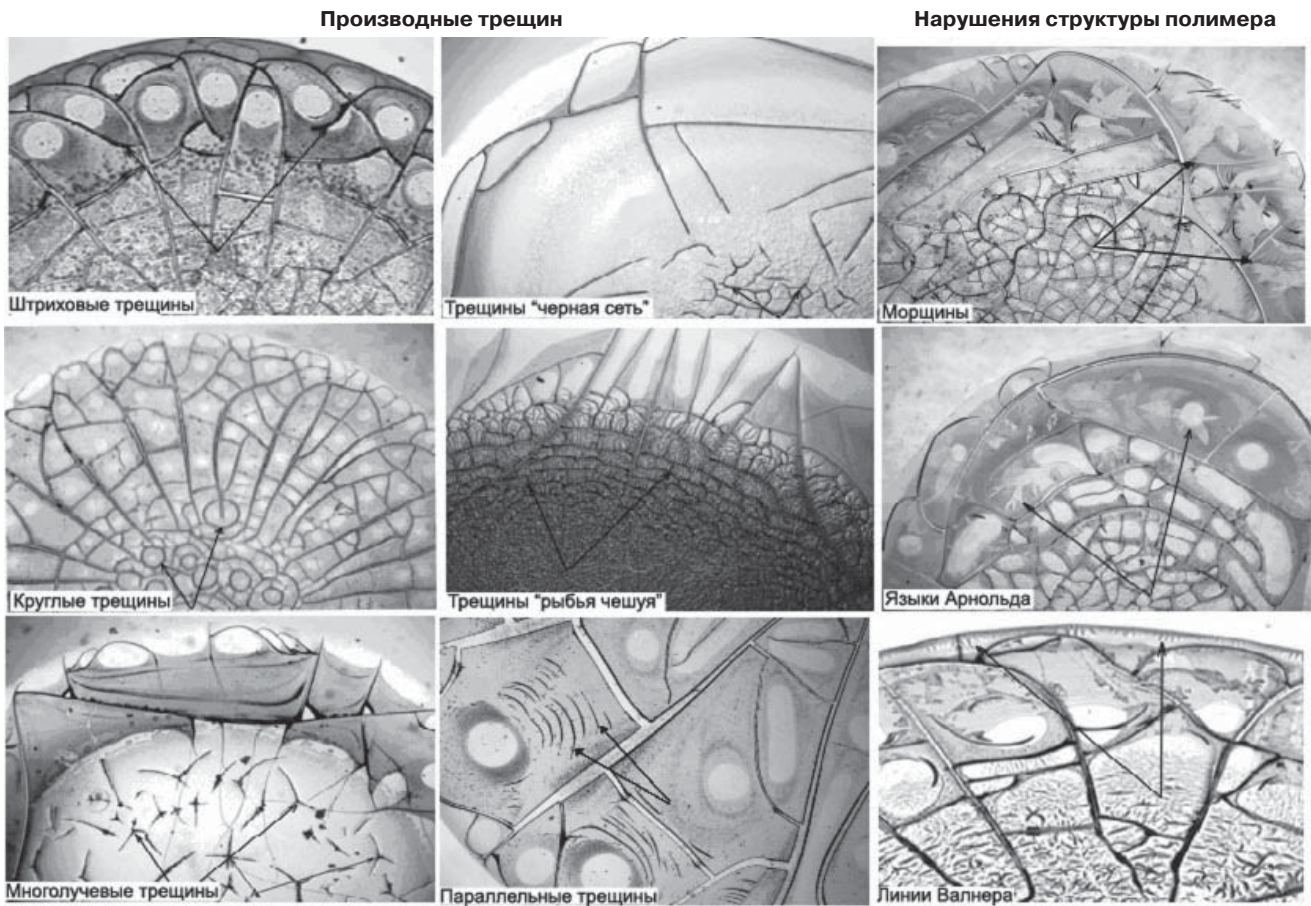 Производные трещин
Нарушения структуры полимера
Штриховые трещины
Трещины "черная сеть"
Морщины
Круглые трещины
Трещины "рыбья чешуя"
Языки Арнольда
Многолучевые трещины
Параллельные трещины
Линии Валнера